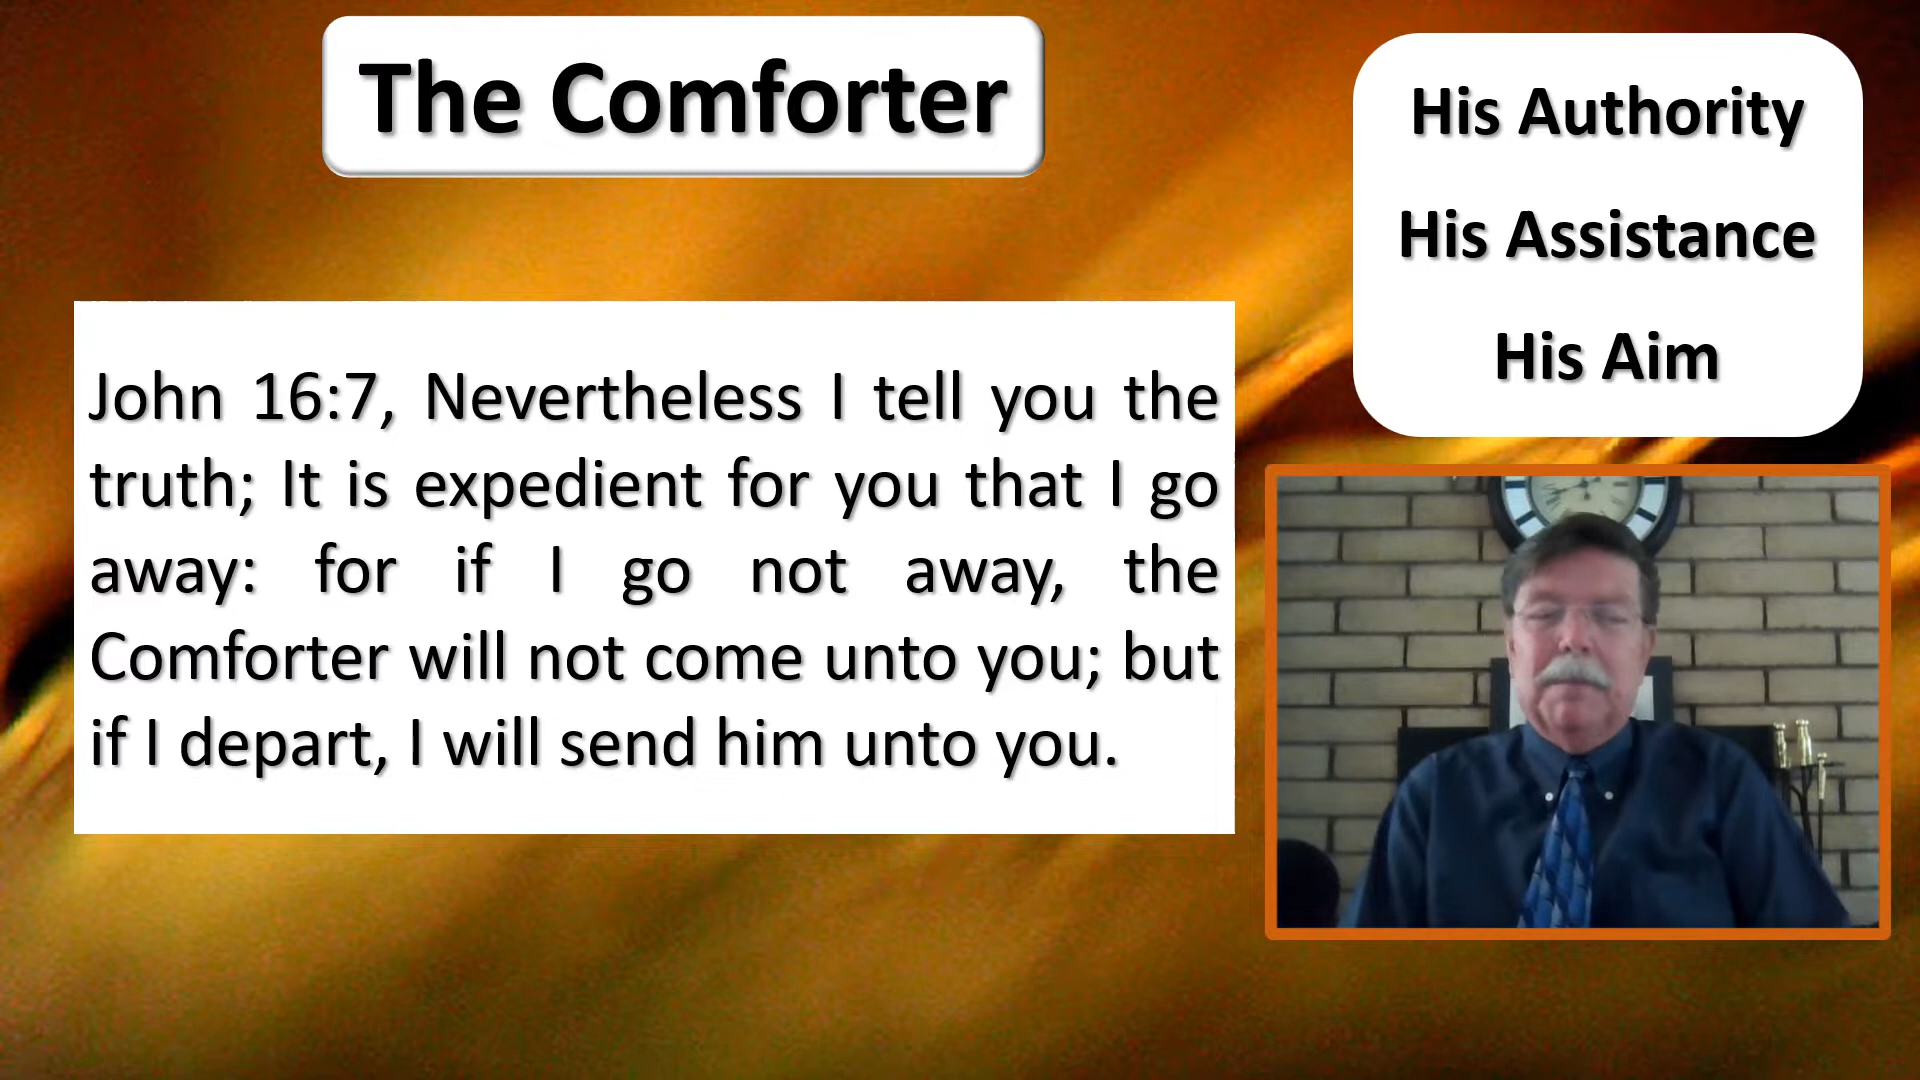 The Comforter
His Authority
His Assistance
His Aim
John 16:7, Nevertheless I tell you the
truth; It is expedient for you that I go
away: for if I go not away, the
Comforter will not come unto you; but
if I depart, I will send him unto you.